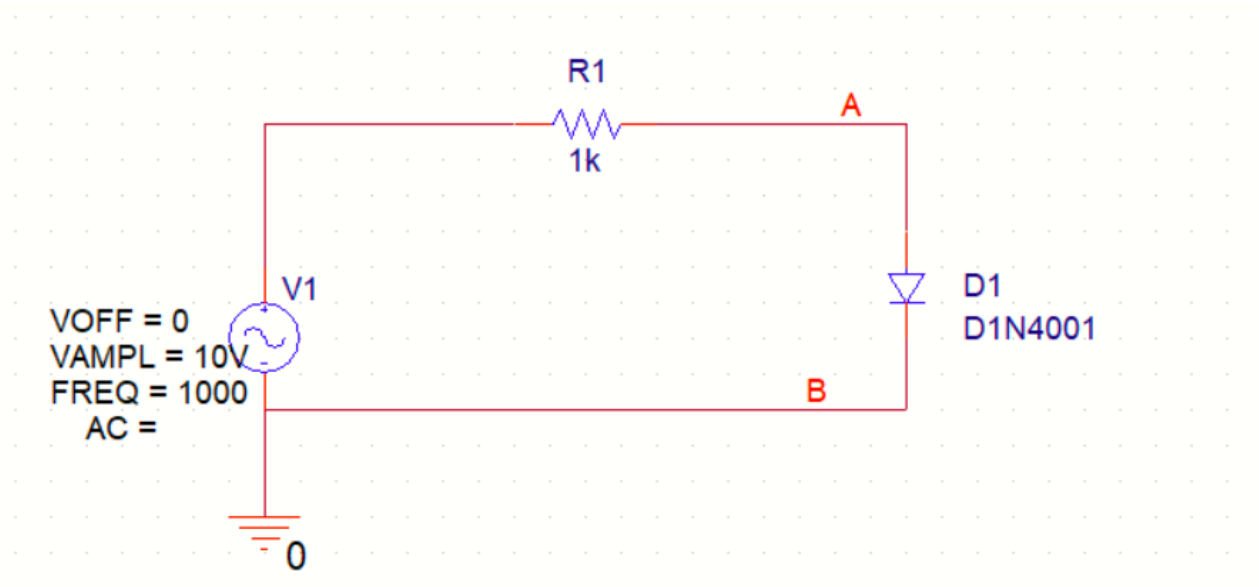 R1
A
1k
V1
D1
VOFF = 0
D1N4001
VAMPL = 10V
FREQ = 1000
B
AC =
0